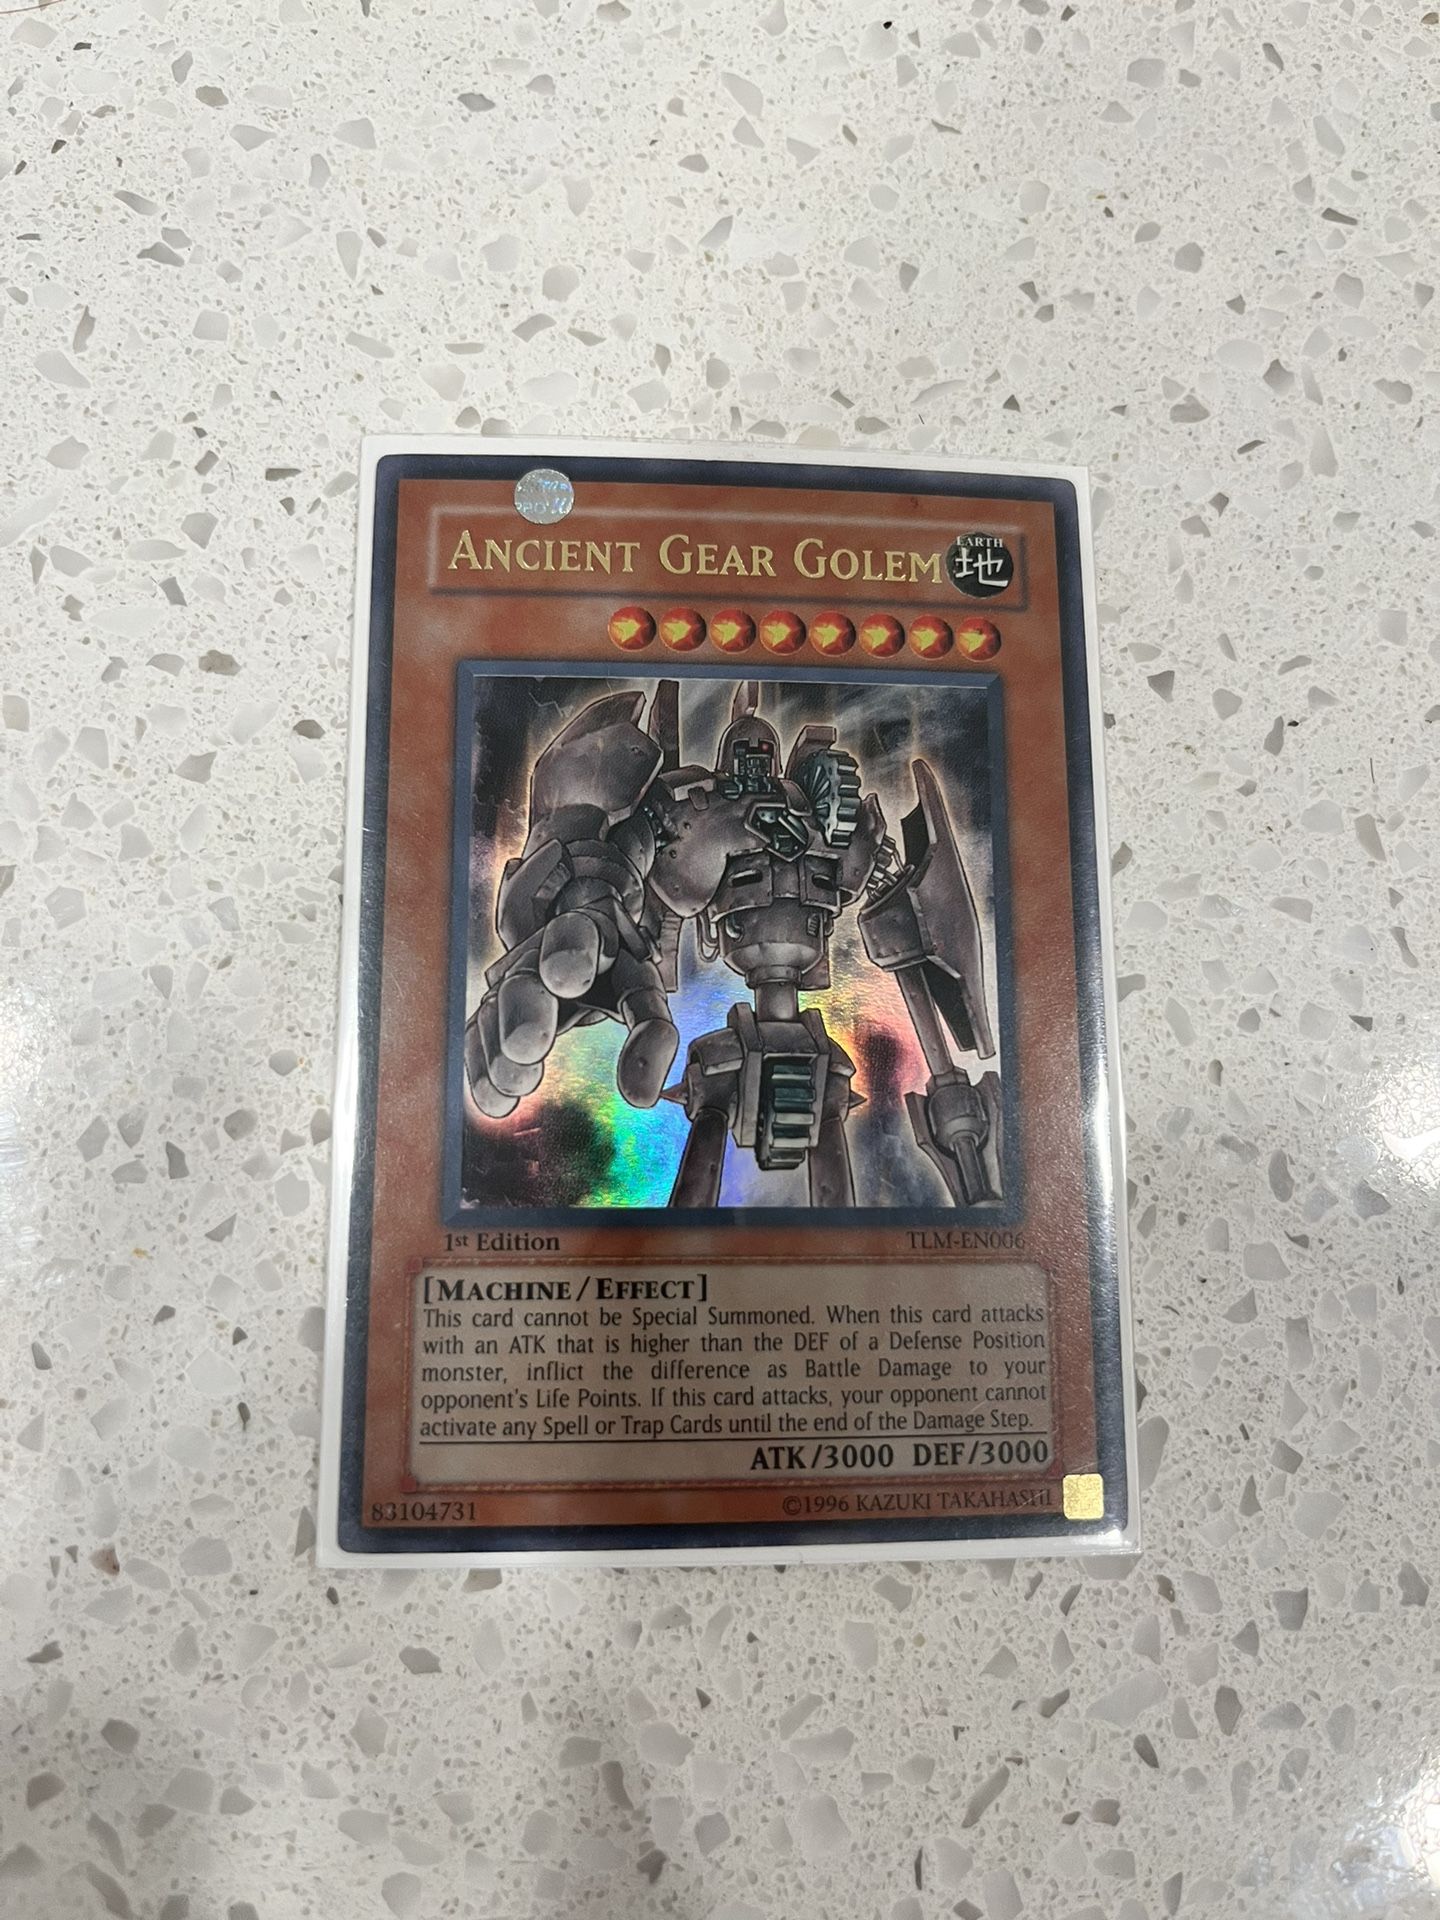 ANCIENT GEAR GOLEM
EARTH
地
1st Edition
TLM-EN006
[MACHINE / EFFECT]
This card cannot be Special Summoned. When this card attacks
with an ATK that is higher than the DEF of a Defense Position
monster, inflict the difference as Battle Damage to your
opponent's Life Points. If this card attacks, your opponent cannot
activate any Spell or Trap Cards until the end of the Damage Step.
ATK/3000 DEF/3000
83104731
©1996 KAZUKI TAKAHASHI